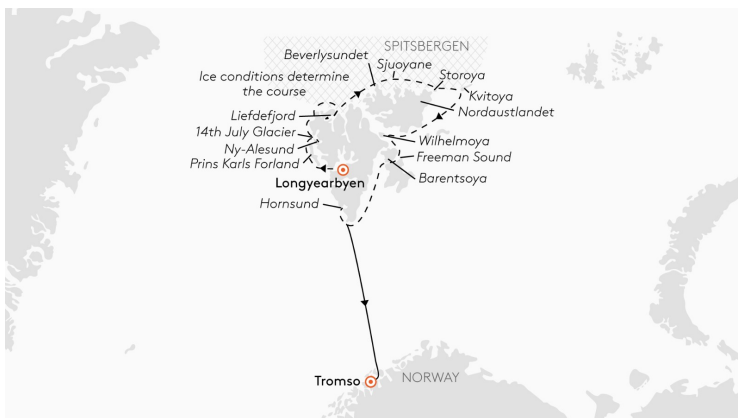 SPITSBERGEN
Beverlysundet
Sjuoyane
Ice conditions determine
the course
Storoya
Kvitoya
Nordaustlandet
Liefdefjord
14th July Glacier
Ny-Alesund
Prins Karls Forland
Wilhelmoya
Freeman Sound
Barentsoya
Longyearbyen
Hornsund
Tromso
NORWAY